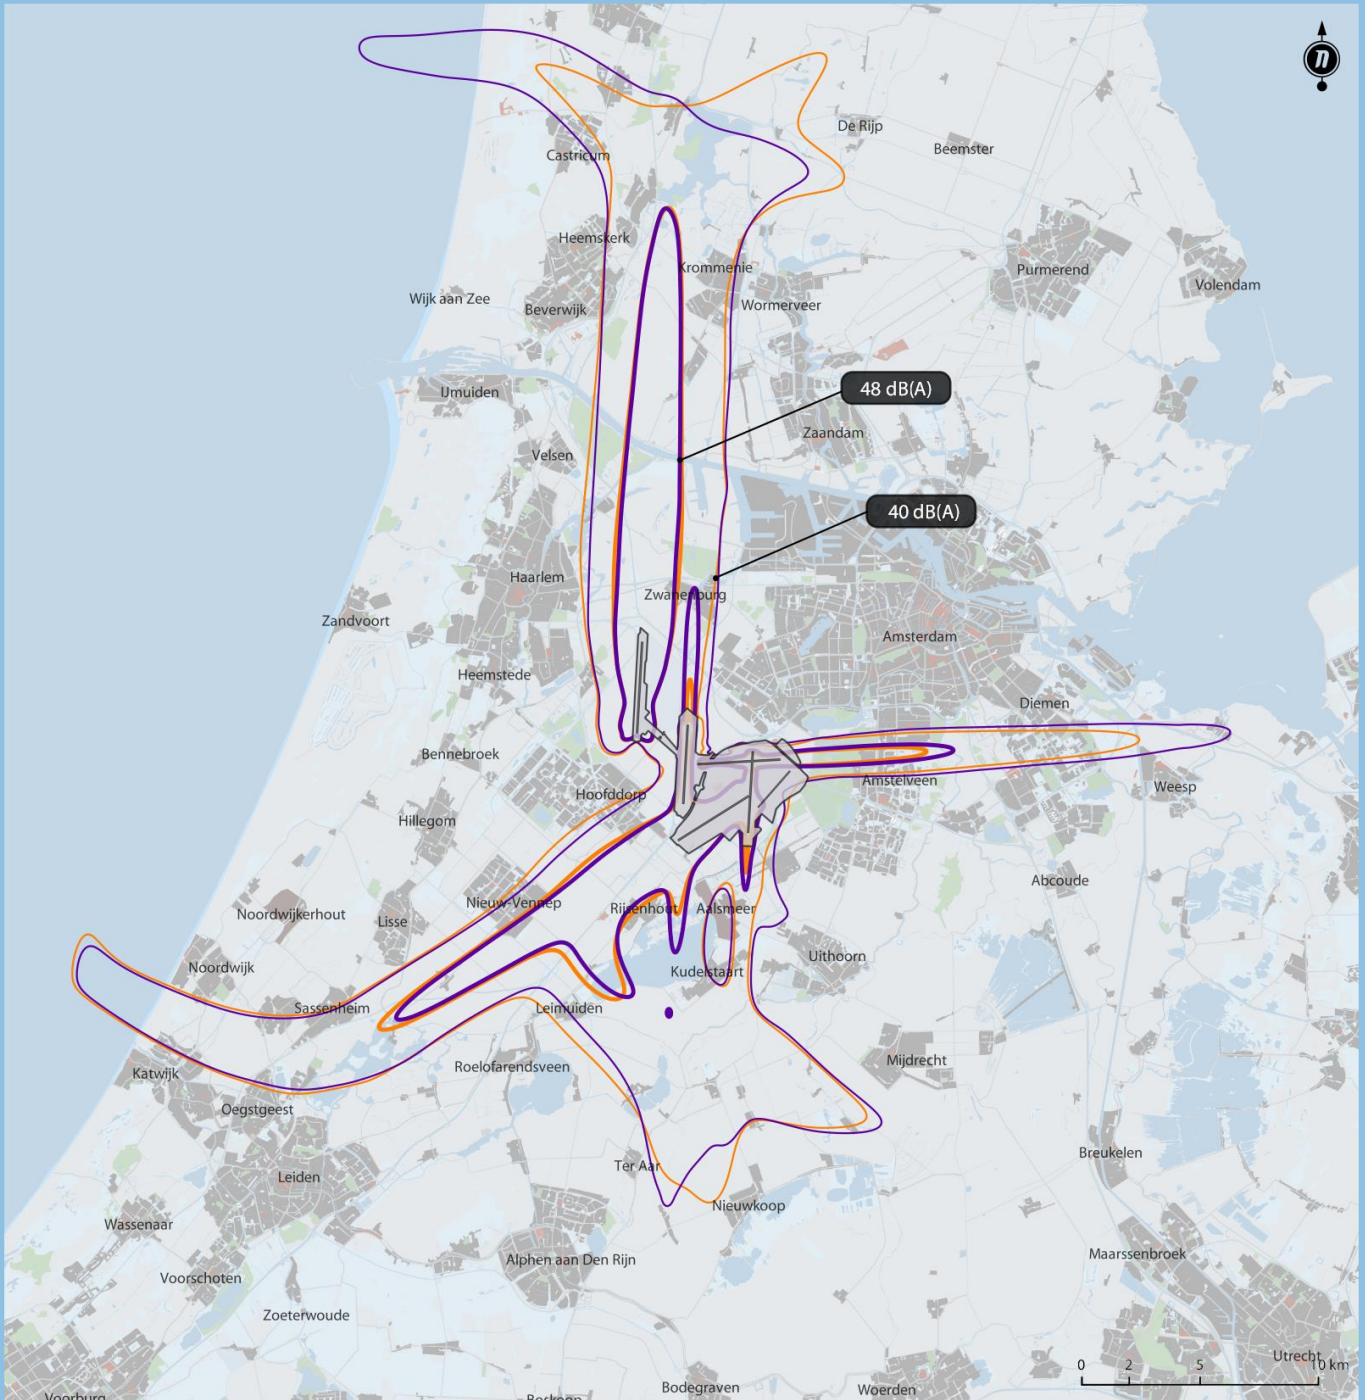 n
De Rijp
Beemster
Castricum
Heemskerk
Krommenie
Purmerend
Volendam
Wijk aan Zee
Beverwijk
Wormerveer
48 dB(A)
IJmuiden
Zaandam
Velsen
40 dB(A)
Haarlem
Zwanenburg
Zandvoort
Amsterdam
Heemstede
Diemen
Bennebroek
Amstelveen
Weesp
Hoofddorp
Hillegom
Abcoude
Nieuw-Vennep
Rijsenhout
Aalsmeer
Noordwijkerhout
Lisse
Uithoorn
Noordwijk
Kudelstaart
Sassenheim
Leimuiden
Mijdrecht
Roelofarendsveen
Katwijk
Oegstgeest
Breukelen
Ter Aar
Leiden
Nieuwkoop
Wassenaar
Maarssenbroek
Alphen aan Den Rijn
Voorschoten
Zoeterwoude
Utrecht
0 2 5 10 km
Bodegraven
Woerden
Voorburg
Boskoop